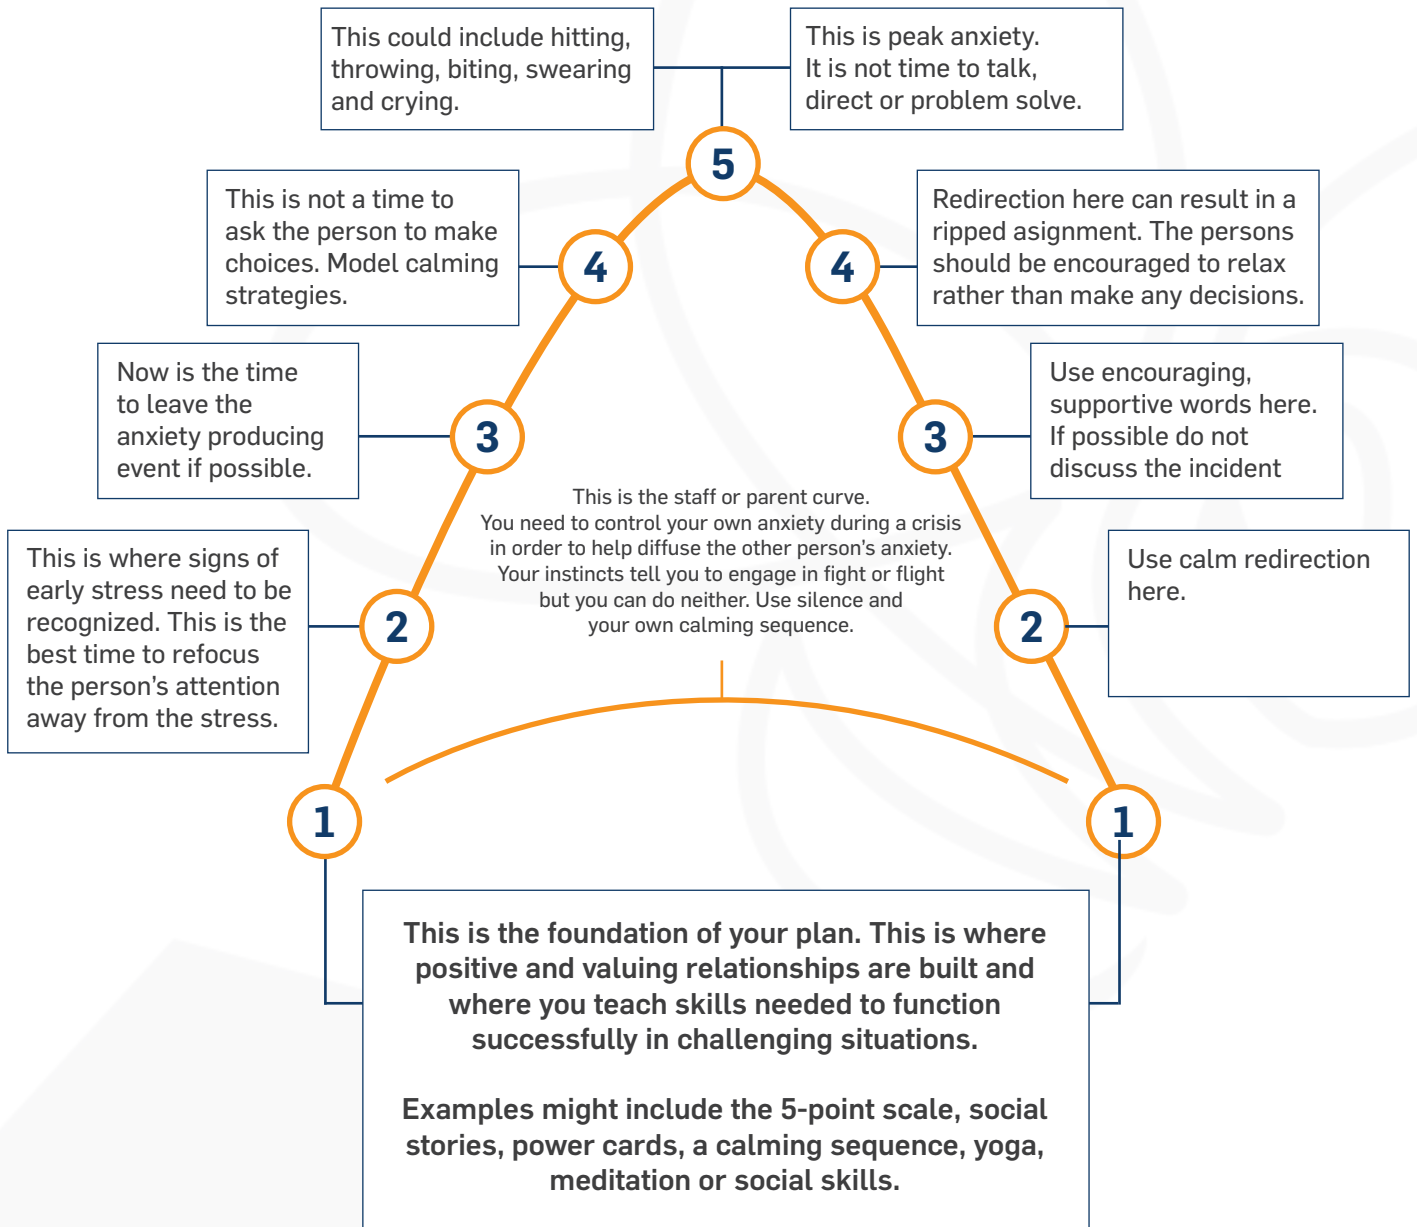 This could include hitting,
throwing, biting, swearing
and crying.
This is peak anxiety.
It is not time to talk,
direct or problem solve.
5
This is not a time to
ask the person to make
choices. Model calming
strategies.
4
4
Redirection here can result in a
ripped asignment. The persons
should be encouraged to relax
rather than make any decisions.
Now is the time
to leave the
anxiety producing
event if possible.
3
3
Use encouraging,
supportive words here.
If possible do not
discuss the incident
This is the staff or parent curve.
You need to control your own anxiety during a crisis
in order to help diffuse the other person's anxiety.
Your instincts tell you to engage in fight or flight
but you can do neither. Use silence and
your own calming sequence.
This is where signs of
early stress need to be
recognized. This is the
best time to refocus
the person's attention
away from the stress.
2
2
Use calm redirection
here.
1
1
This is the foundation of your plan. This is where
positive and valuing relationships are built and
where you teach skills needed to function
successfully in challenging situations.
Examples might include the 5-point scale, social
stories, power cards, a calming sequence, yoga,
meditation or social skills.